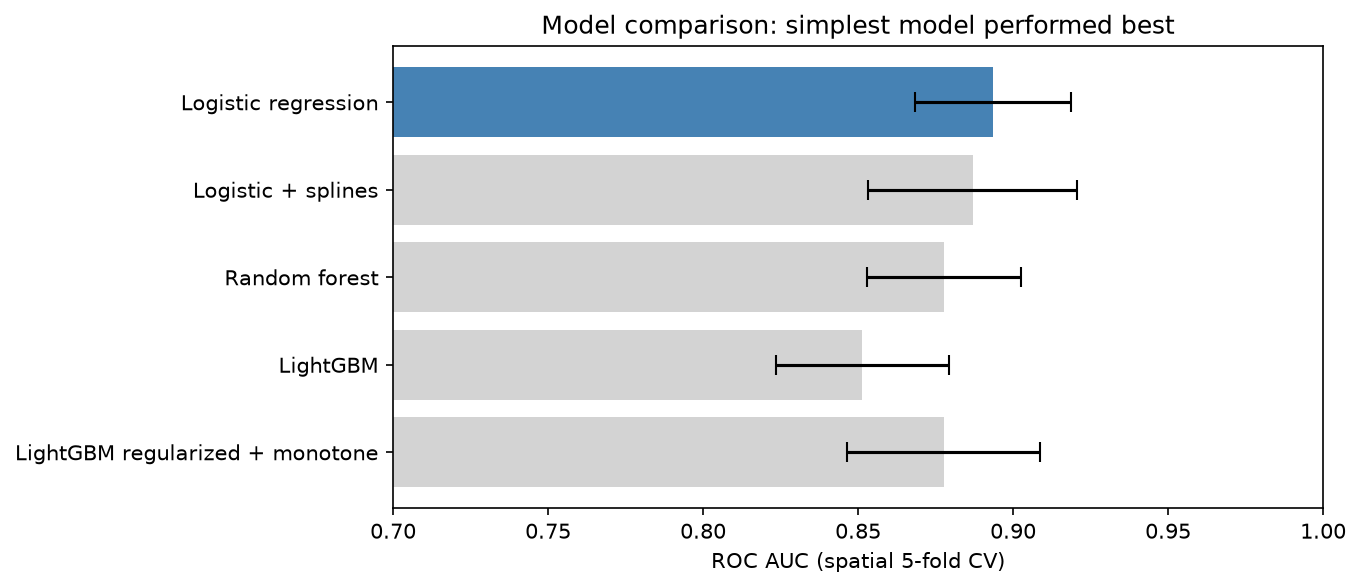 Model comparison: simplest model performed best
Logistic regression
Logistic + splines
Random forest
LightGBM
LightGBM regularized + monotone
0.70 0.75 0.80 0.85 0.90 0.95 1.00
ROC AUC (spatial 5-fold CV)